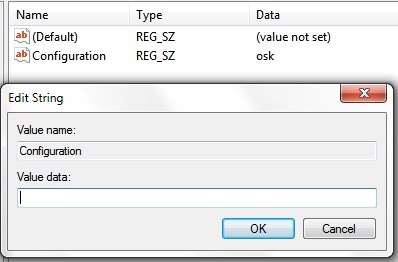 Name Type Data
ab (Default) REG_SZ (value not set)
ab Configuration REG_SZ osk
Edit String
Value name:
Configuration
Value data:
OK Cancel